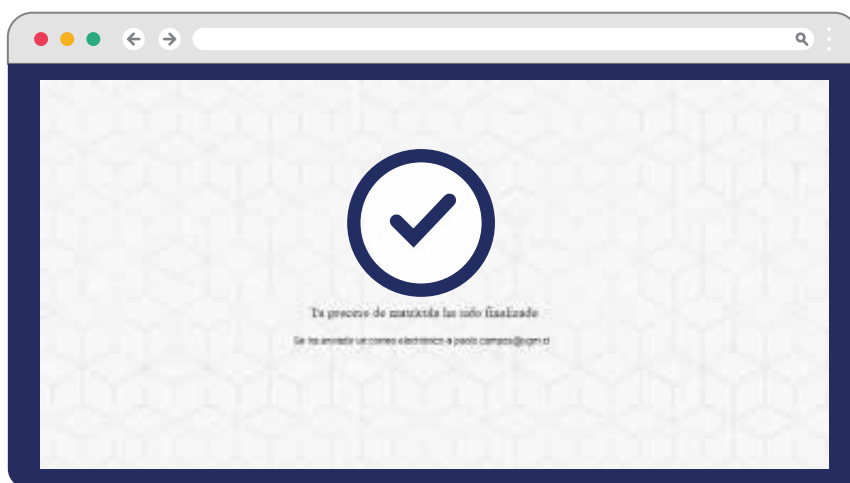 Tu proceso de matrícula ha sido finalizado
Se ha enviado un correo electrónico a